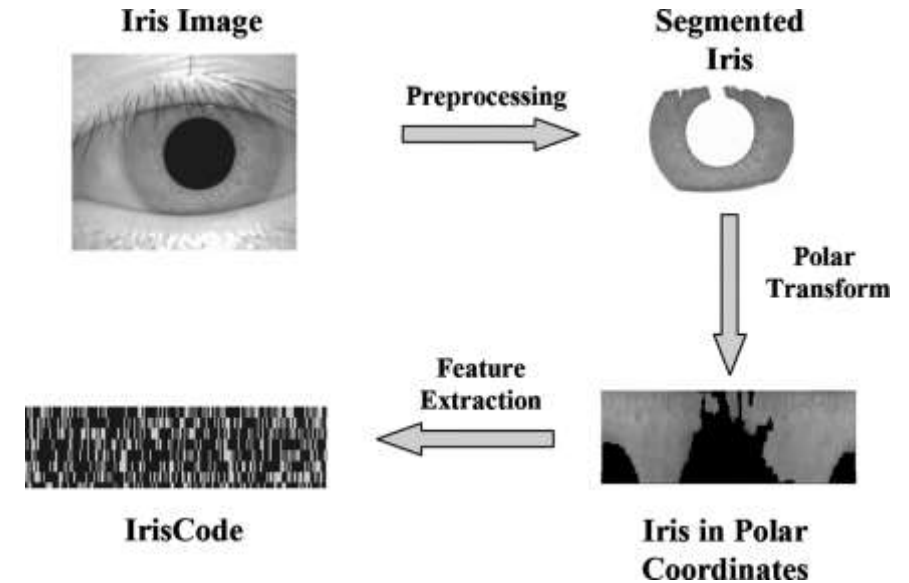 Iris Image
Segmented
Iris
Preprocessing
Polar
Transform
Feature
Extraction
IrisCode
Iris in Polar
Coordinates